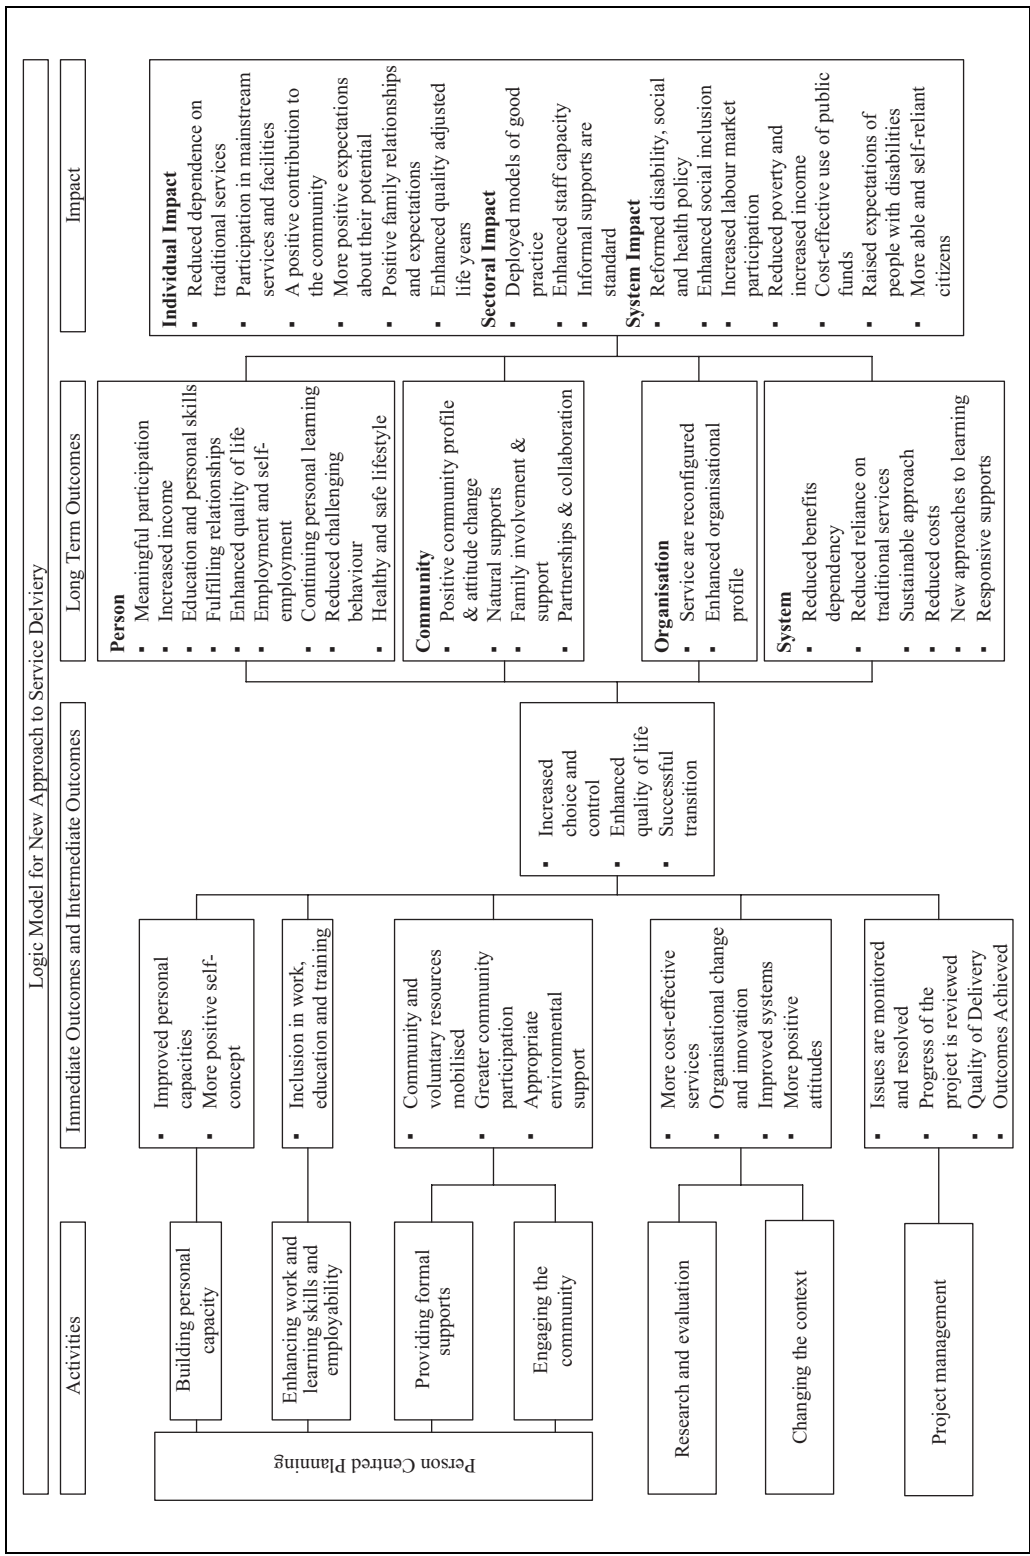 Logic Model for New Approach to Service Delviery
Activities
Immediate Outcomes and Intermediate Outcomes
Long Term Outcomes
Impact
Person Centred Planning
Building personal
capacity
Enhancing work and
learning skills and
employability
Providing formal
supports
Engaging the
community
Research and evaluation
Changing the context
Project management
▪ Improved personal
capacities
▪ More positive self-
concept
▪ Inclusion in work,
education and training
▪ Community and
voluntary resources
mobilised
▪ Greater community
participation
▪ Appropriate
environmental
support
▪ More cost-effective
services
▪ Organisational change
and innovation
▪ Improved systems
▪ More positive
attitudes
▪ Issues are monitored
and resolved
▪ Progress of the
project is reviewed
▪ Quality of Delivery
▪ Outcomes Achieved
▪ Increased
choice and
control
▪ Enhanced
quality of life
▪ Successful
transition
Person
▪ Meaningful participation
▪ Increased income
▪ Education and personal skills
▪ Fulfilling relationships
▪ Enhanced quality of life
▪ Employment and self-
employment
▪ Continuing personal learning
▪ Reduced challenging
behaviour
▪ Healthy and safe lifestyle
Community
▪ Positive community profile
& attitude change
▪ Natural supports
▪ Family involvement &
support
▪ Partnerships & collaboration
Organisation
▪ Service are reconfigured
▪ Enhanced organisational
profile
System
▪ Reduced benefits
dependency
▪ Reduced reliance on
traditional services
▪ Sustainable approach
▪ Reduced costs
▪ New approaches to learning
▪ Responsive supports
Individual Impact
▪ Reduced dependence on
traditional services
▪ Participation in mainstream
services and facilities
▪ A positive contribution to
the community
▪ More positive expectations
about their potential
▪ Positive family relationships
and expectations
▪ Enhanced quality adjusted
life years
Sectoral Impact
▪ Deployed models of good
practice
▪ Enhanced staff capacity
▪ Informal supports are
standard
System Impact
▪ Reformed disability, social
and health policy
▪ Enhanced social inclusion
▪ Increased labour market
participation
▪ Reduced poverty and
increased income
▪ Cost-effective use of public
funds
▪ Raised expectations of
people with disabilities
▪ More able and self-reliant
citizens